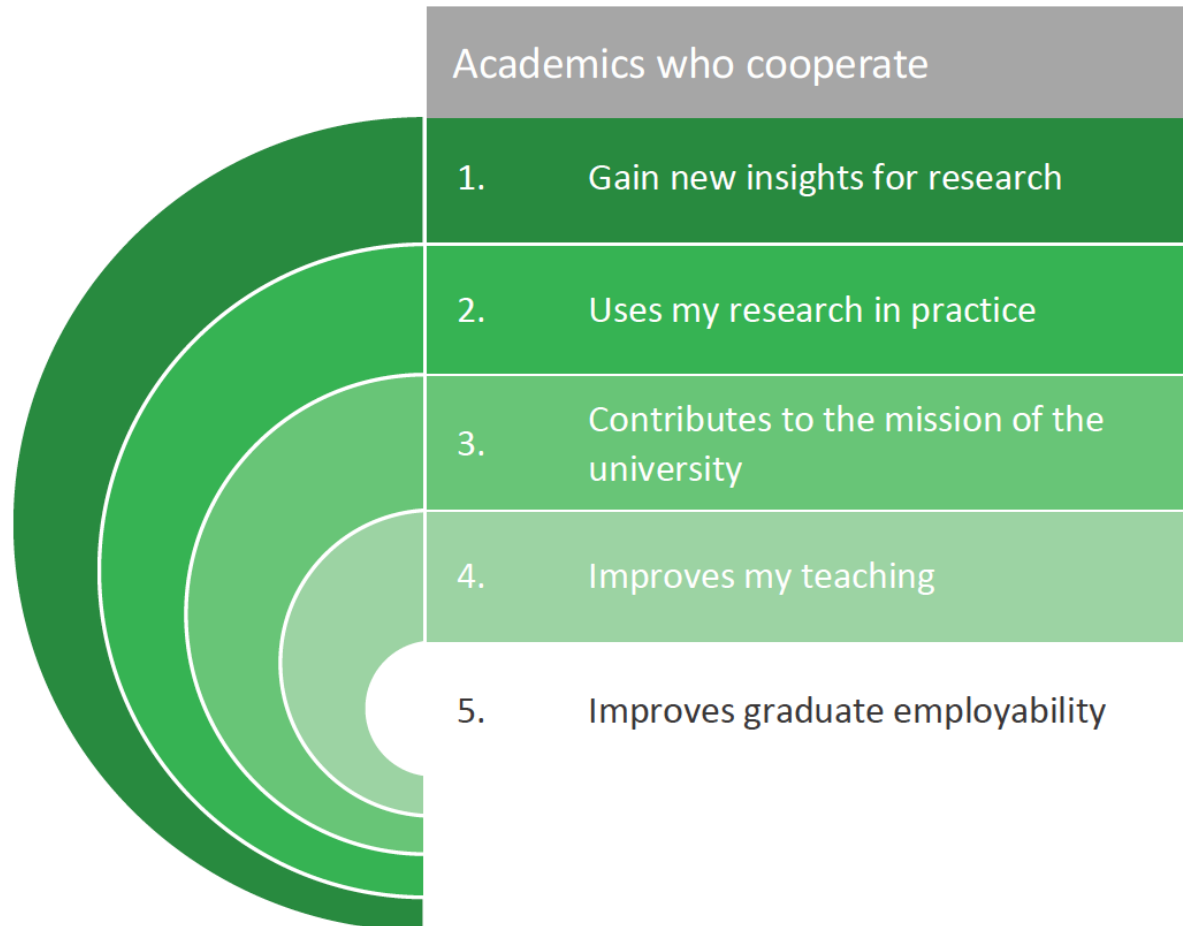 Academics who cooperate
1. Gain new insights for research
2. Uses my research in practice
3. Contributes to the mission of the
university
4. Improves my teaching
5. Improves graduate employability